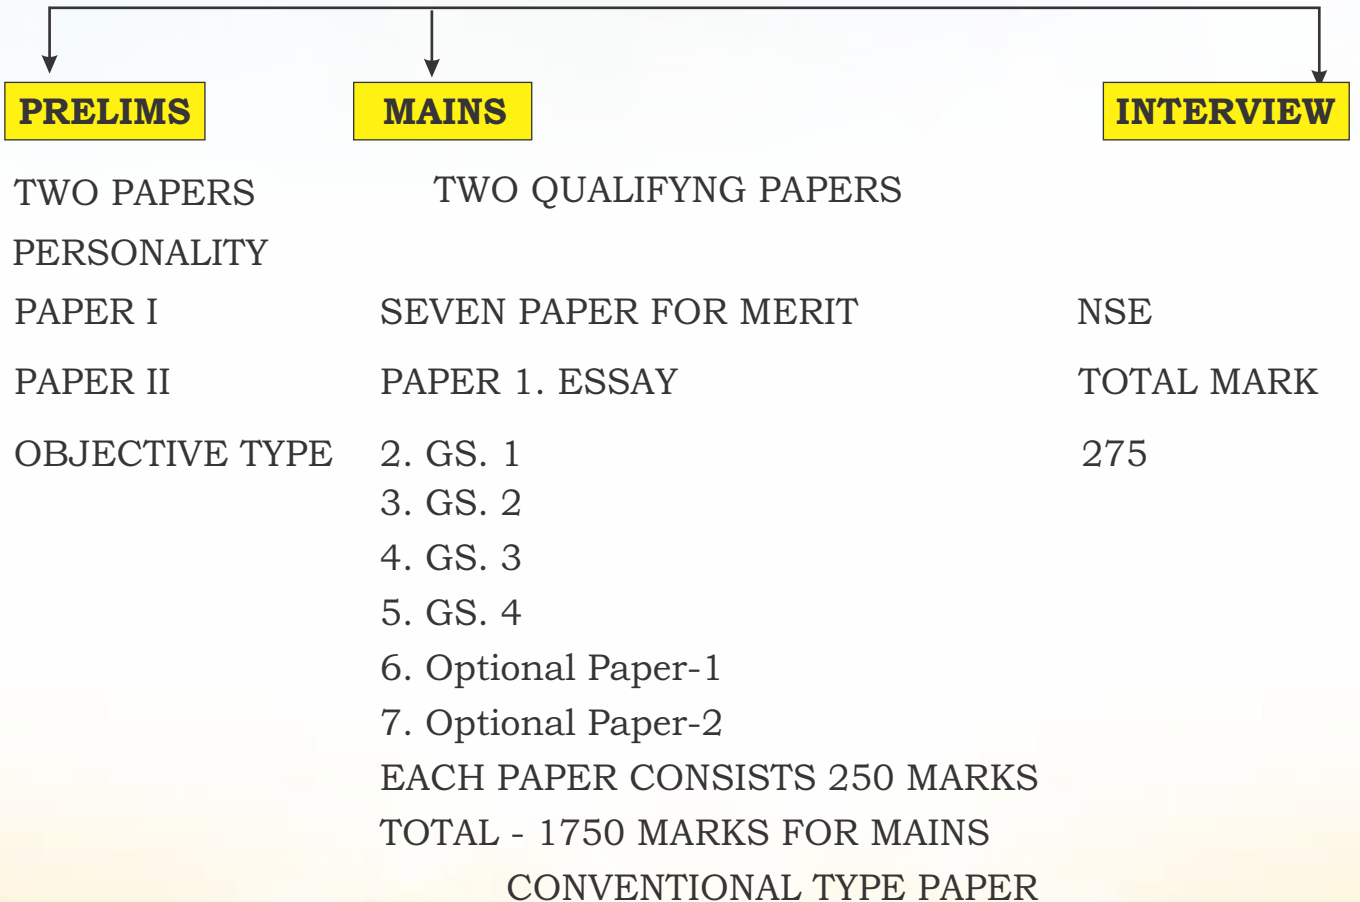 PRELIMS MAINS INTERVIEW
TWO PAPERS TWO QUALIFYNG PAPERS
PERSONALITY
PAPER I SEVEN PAPER FOR MERIT NSE
PAPER II PAPER 1. ESSAY TOTAL MARK
OBJECTIVE TYPE 2. GS. 1 275
3. GS. 2
4. GS. 3
5. GS. 4
6. Optional Paper-1
7. Optional Paper-2
EACH PAPER CONSISTS 250 MARKS
TOTAL - 1750 MARKS FOR MAINS
CONVENTIONAL TYPE PAPER